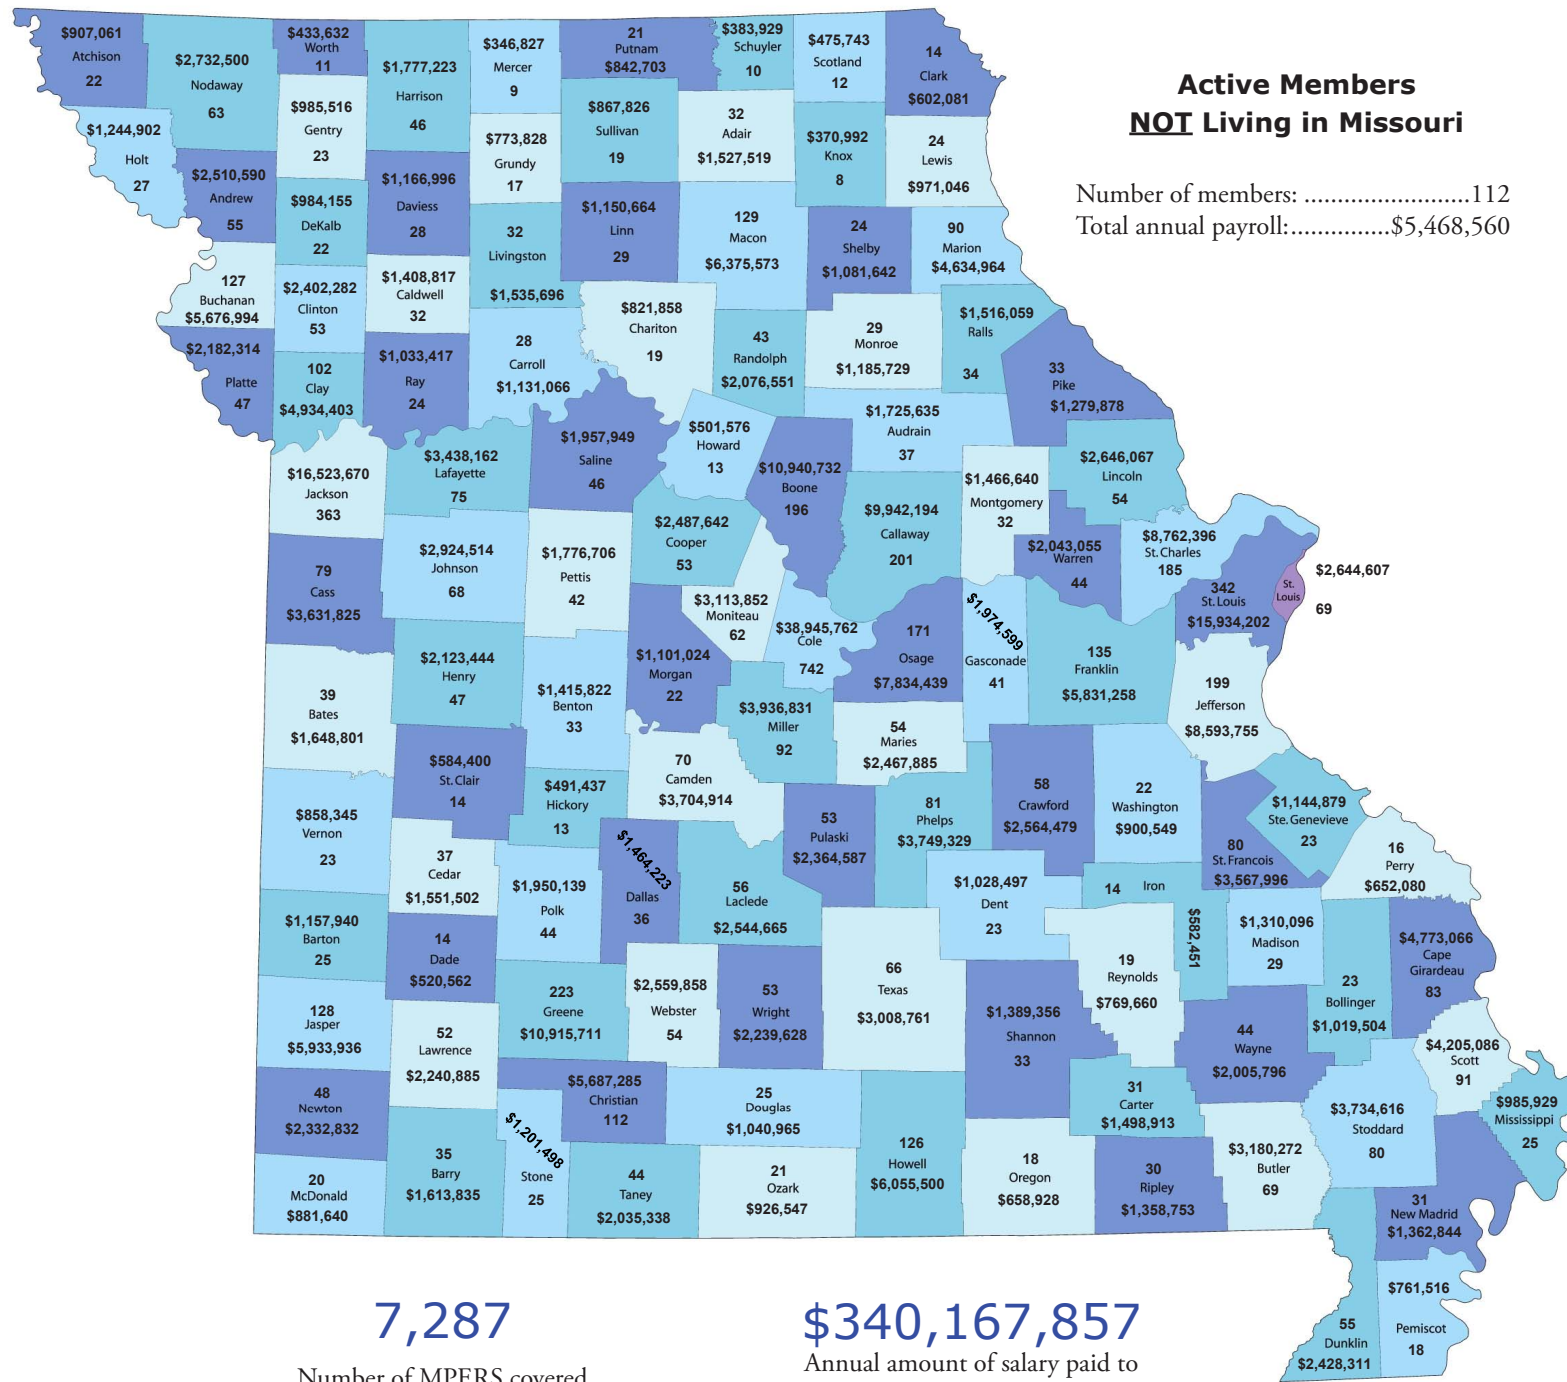 Active Members
NOT Living in Missouri
Number of members: .........................112
Total annual payroll:...............$5,468,560
$907,061
Atchison
22
$2,732,500
Nodaway
63
$433,632
Worth
11
$1,777,223
Harrison
46
$346,827
Mercer
9
21
Putnam
$842,703
$383,929
Schuyler
10
$475,743
Scotland
12
14
Clark
$602,081
$1,244,902
Holt
27
$2,510,590
Andrew
55
$985,516
Gentry
23
$984,155
DeKalb
22
$1,166,996
Daviess
28
$773,828
Grundy
17
$867,826
Sullivan
19
32
Adair
$1,527,519
$370,992
Knox
8
24
Lewis
$971,046
32
Livingston
$1,535,696
$1,150,664
Linn
29
129
Macon
$6,375,573
24
Shelby
$1,081,642
90
Marion
$4,634,964
127
Buchanan
$5,676,994
$2,402,282
Clinton
53
$1,408,817
Caldwell
32
$2,182,314
Platte
47
102
Clay
$4,934,403
$1,033,417
Ray
24
28
Carroll
$1,131,066
$821,858
Chariton
19
43
Randolph
$2,076,551
29
Monroe
$1,185,729
$1,516,059
Ralls
34
33
Pike
$1,279,878
$16,523,670
Jackson
363
$3,438,162
Lafayette
75
$1,957,949
Saline
46
$501,576
Howard
13
$10,940,732
Boone
196
$1,725,635
Audrain
37
$9,942,194
Callaway
201
$1,466,640
Montgomery
32
$2,646,067
Lincoln
54
$2,043,055
Warren
44
$8,762,396
St. Charles
185
342
St. Louis
$15,934,202
St.
Louis
$2,644,607
69
79
Cass
$3,631,825
$2,924,514
Johnson
68
$1,776,706
Pettis
42
$2,487,642
Cooper
53
$3,113,852
Moniteau
62
$38,945,762
Cole
742
171
Osage
$7,834,439
$1,974,599
Gasconade
41
135
Franklin
$5,831,258
199
Jefferson
$8,593,755
39
Bates
$1,648,801
$2,123,444
Henry
47
$1,415,822
Benton
33
$1,101,024
Morgan
22
$3,936,831
Miller
92
54
Maries
$2,467,885
$584,400
St. Clair
14
$491,437
Hickory
13
70
Camden
$3,704,914
53
Pulaski
$2,364,587
81
Phelps
$3,749,329
58
Crawford
$2,564,479
22
Washington
$900,549
80
St. Francois
$3,567,996
$1,144,879
Ste. Genevieve
23
16
Perry
$652,080
$858,345
Vernon
23
37
Cedar
$1,551,502
$1,950,139
Polk
44
$1,464,223
Dallas
36
56
Laclede
$2,544,665
$1,028,497
Dent
23
14 Iron
$582,451
$1,310,096
Madison
29
23
Bollinger
$1,019,504
$4,773,066
Cape
Girardeau
83
$1,157,940
Barton
25
14
Dade
$520,562
223
Greene
$10,915,711
$2,559,858
Webster
54
53
Wright
$2,239,628
66
Texas
$3,008,761
$1,389,356
Shannon
33
19
Reynolds
$769,660
44
Wayne
$2,005,796
$4,205,086
Scott
91
128
Jasper
$5,933,936
52
Lawrence
$2,240,885
$5,687,285
Christian
112
25
Douglas
$1,040,965
31
Carter
$1,498,913
$3,734,616
Stoddard
80
$985,929
Mississippi
25
48
Newton
$2,332,832
$1,201,498
Stone
25
126
Howell
$6,055,500
18
Oregon
$658,928
30
Ripley
$1,358,753
$3,180,272
Butler
69
20
McDonald
$881,640
35
Barry
$1,613,835
44
Taney
$2,035,338
21
Ozark
$926,547
31
New Madrid
$1,362,844
55
Dunklin
$2,428,311
$761,516
Pemiscot
18
7,287
Number of MPERS covered
$340,167,857
Annual amount of salary paid to